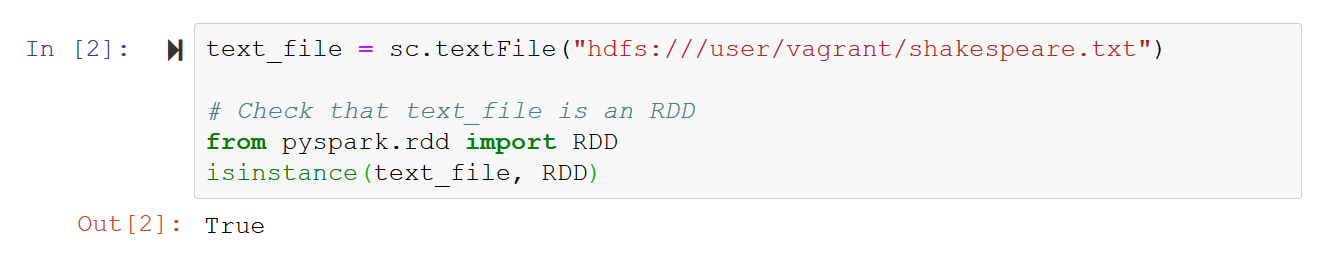 In [2]: text_file = sc.textFile("hdfs:///user/vagrant/shakespeare.txt")
# Check that text_file is an RDD
from pyspark.rdd import RDD
isinstance(text_file, RDD)
Out[2]: True